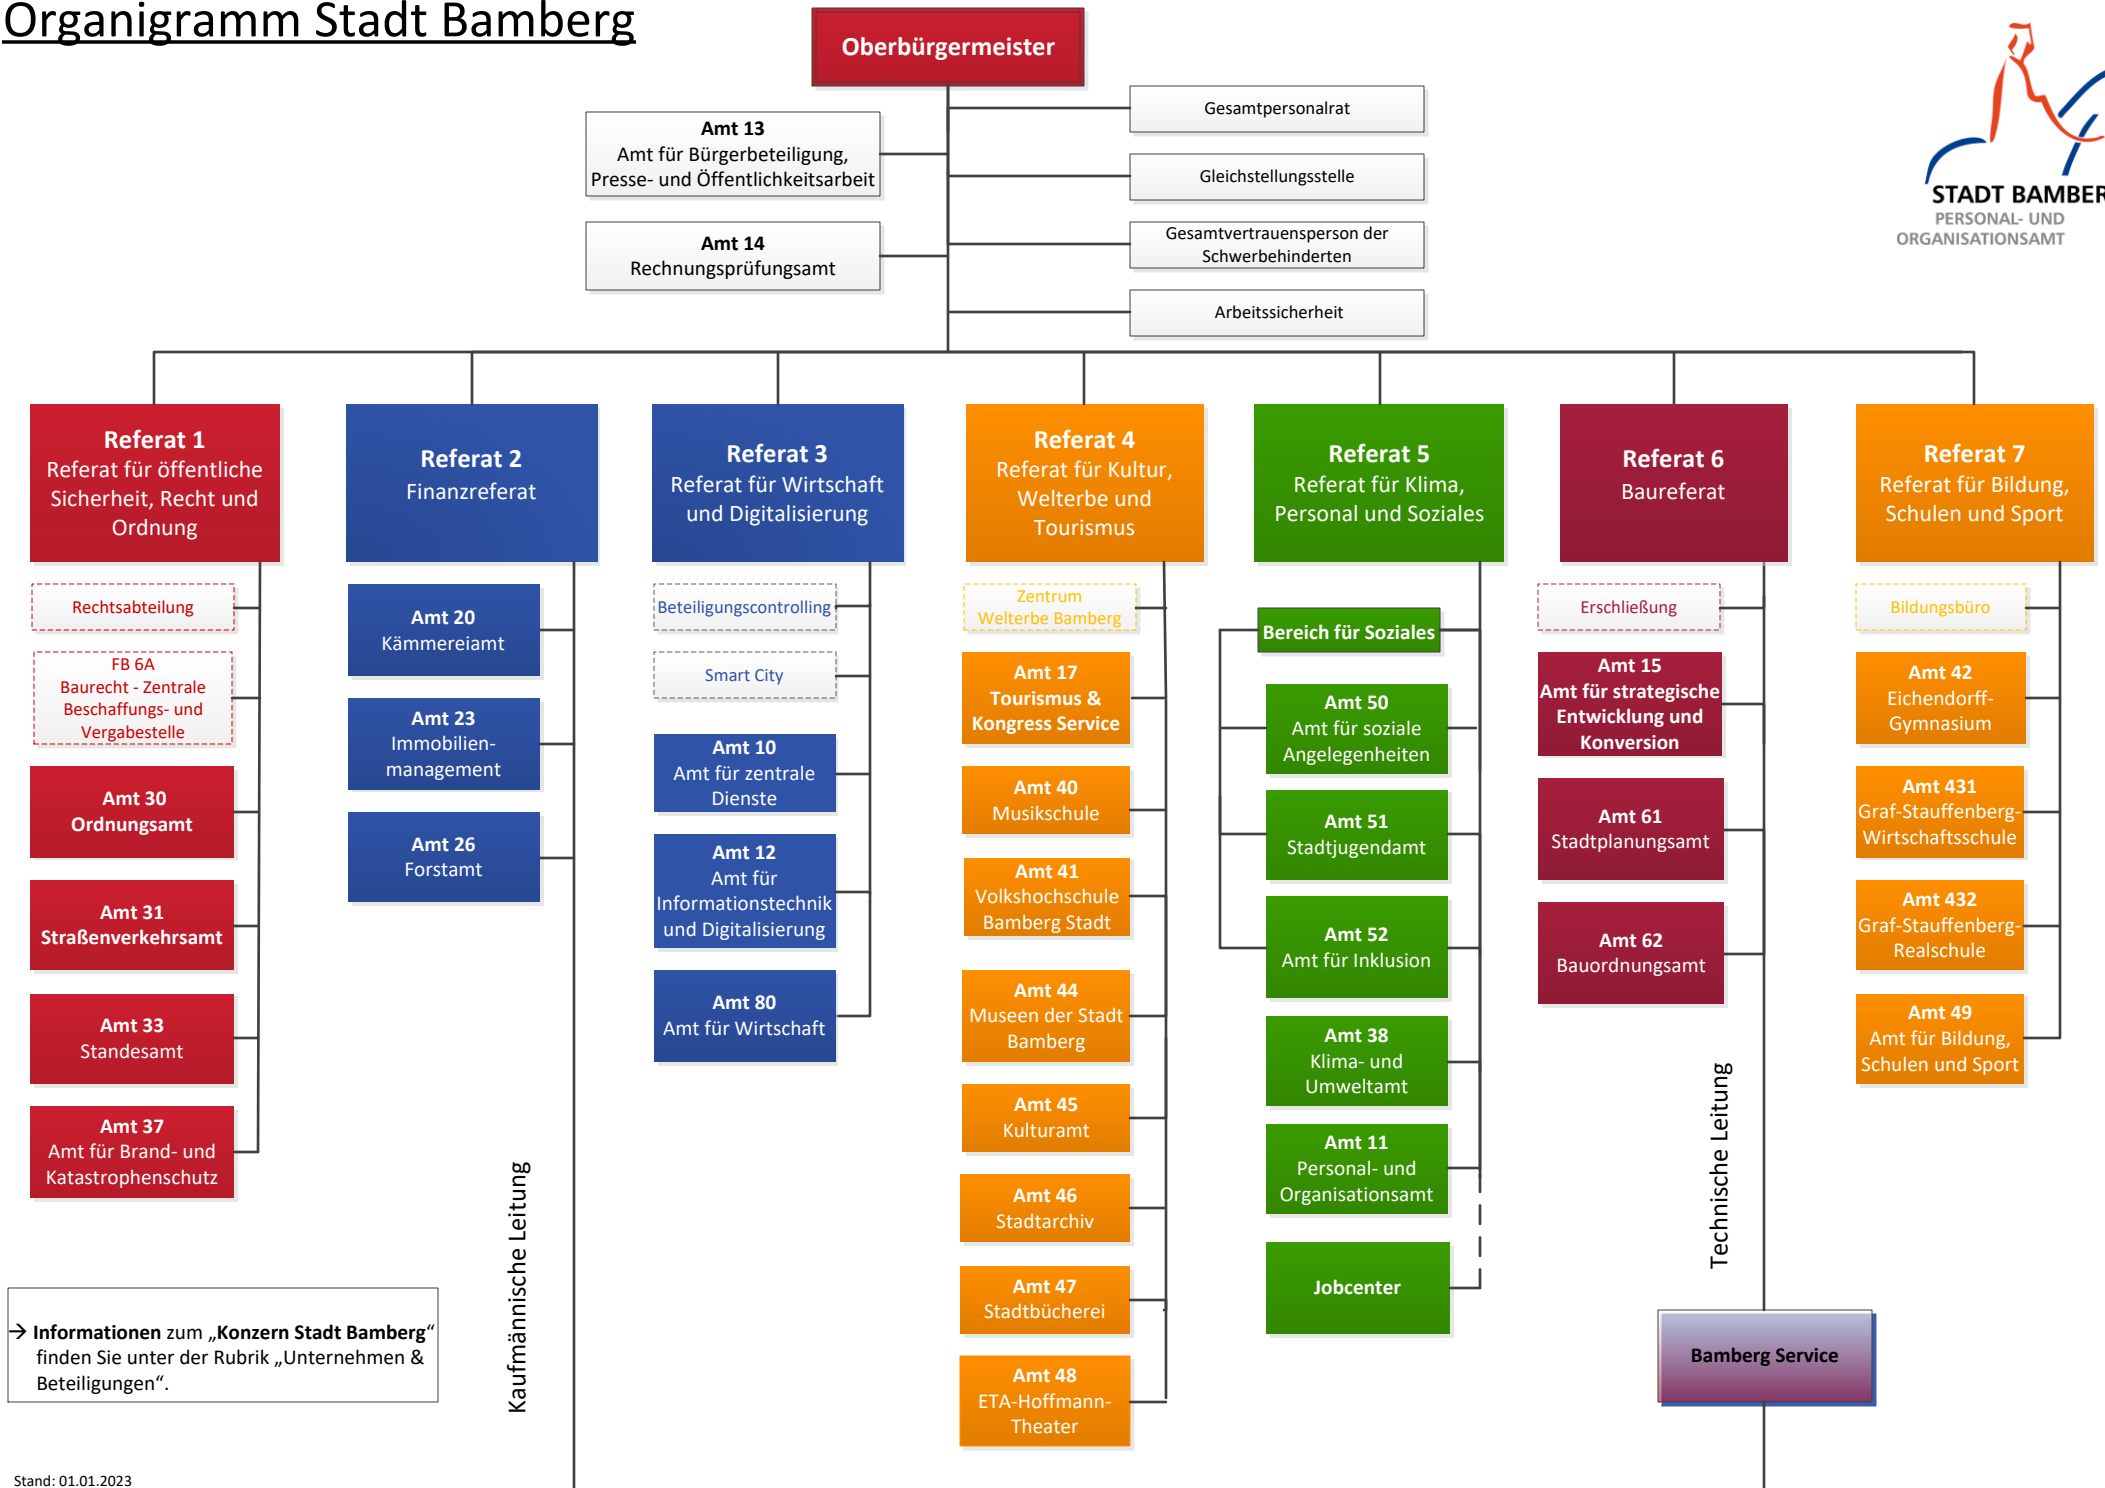 Organigramm Stadt Bamberg
Oberbürgermeister
Amt 13
Amt für Bürgerbeteiligung,
Presse- und Öffentlichkeitsarbeit
Amt 14
Rechnungsprüfungsamt
Gesamtpersonalrat
Gleichstellungsstelle
Gesamtvertrauensperson der
Schwerbehinderten
Arbeitssicherheit
STADT BAMBER
PERSONAL- UND
ORGANISATIONSAMT
Referat 1
Referat für öffentliche
Sicherheit, Recht und
Ordnung
Rechtsabteilung
FB 6A
Baurecht - Zentrale
Beschaffungs- und
Vergabestelle
Amt 30
Ordnungsamt
Amt 31
Straßenverkehrsamt
Amt 33
Standesamt
Amt 37
Amt für Brand- und
Katastrophenschutz
Referat 2
Finanzreferat
Amt 20
Kämmereiamt
Amt 23
Immobilien-
management
Amt 26
Forstamt
Kaufmännische Leitung
Referat 3
Referat für Wirtschaft
und Digitalisierung
Beteiligungscontrolling
Smart City
Amt 10
Amt für zentrale
Dienste
Amt 12
Amt für
Informationstechnik
und Digitalisierung
Amt 80
Amt für Wirtschaft
Referat 4
Referat für Kultur,
Welterbe und
Tourismus
Zentrum
Welterbe Bamberg
Amt 17
Tourismus &
Kongress Service
Amt 40
Musikschule
Amt 41
Volkshochschule
Bamberg Stadt
Amt 44
Museen der Stadt
Bamberg
Amt 45
Kulturamt
Amt 46
Stadtarchiv
Amt 47
Stadtbücherei
Amt 48
ETA-Hoffmann-
Theater
Referat 5
Referat für Klima,
Personal und Soziales
Bereich für Soziales
Amt 50
Amt für soziale
Angelegenheiten
Amt 51
Stadtjugendamt
Amt 52
Amt für Inklusion
Amt 38
Klima- und
Umweltamt
Amt 11
Personal- und
Organisationsamt
Jobcenter
Referat 6
Baureferat
Erschließung
Amt 15
Amt für strategische
Entwicklung und
Konversion
Amt 61
Stadtplanungsamt
Amt 62
Bauordnungsamt
Technische Leitung
Bamberg Service
Referat 7
Referat für Bildung,
Schulen und Sport
Bildungsbüro
Amt 42
Eichendorff-
Gymnasium
Amt 431
Graf-Stauffenberg-
Wirtschaftsschule
Amt 432
Graf-Stauffenberg-
Realschule
Amt 49
Amt für Bildung,
Schulen und Sport
→ Informationen zum „Konzern Stadt Bamberg“
finden Sie unter der Rubrik „Unternehmen &
Beteiligungen“.
Stand: 01.01.2023